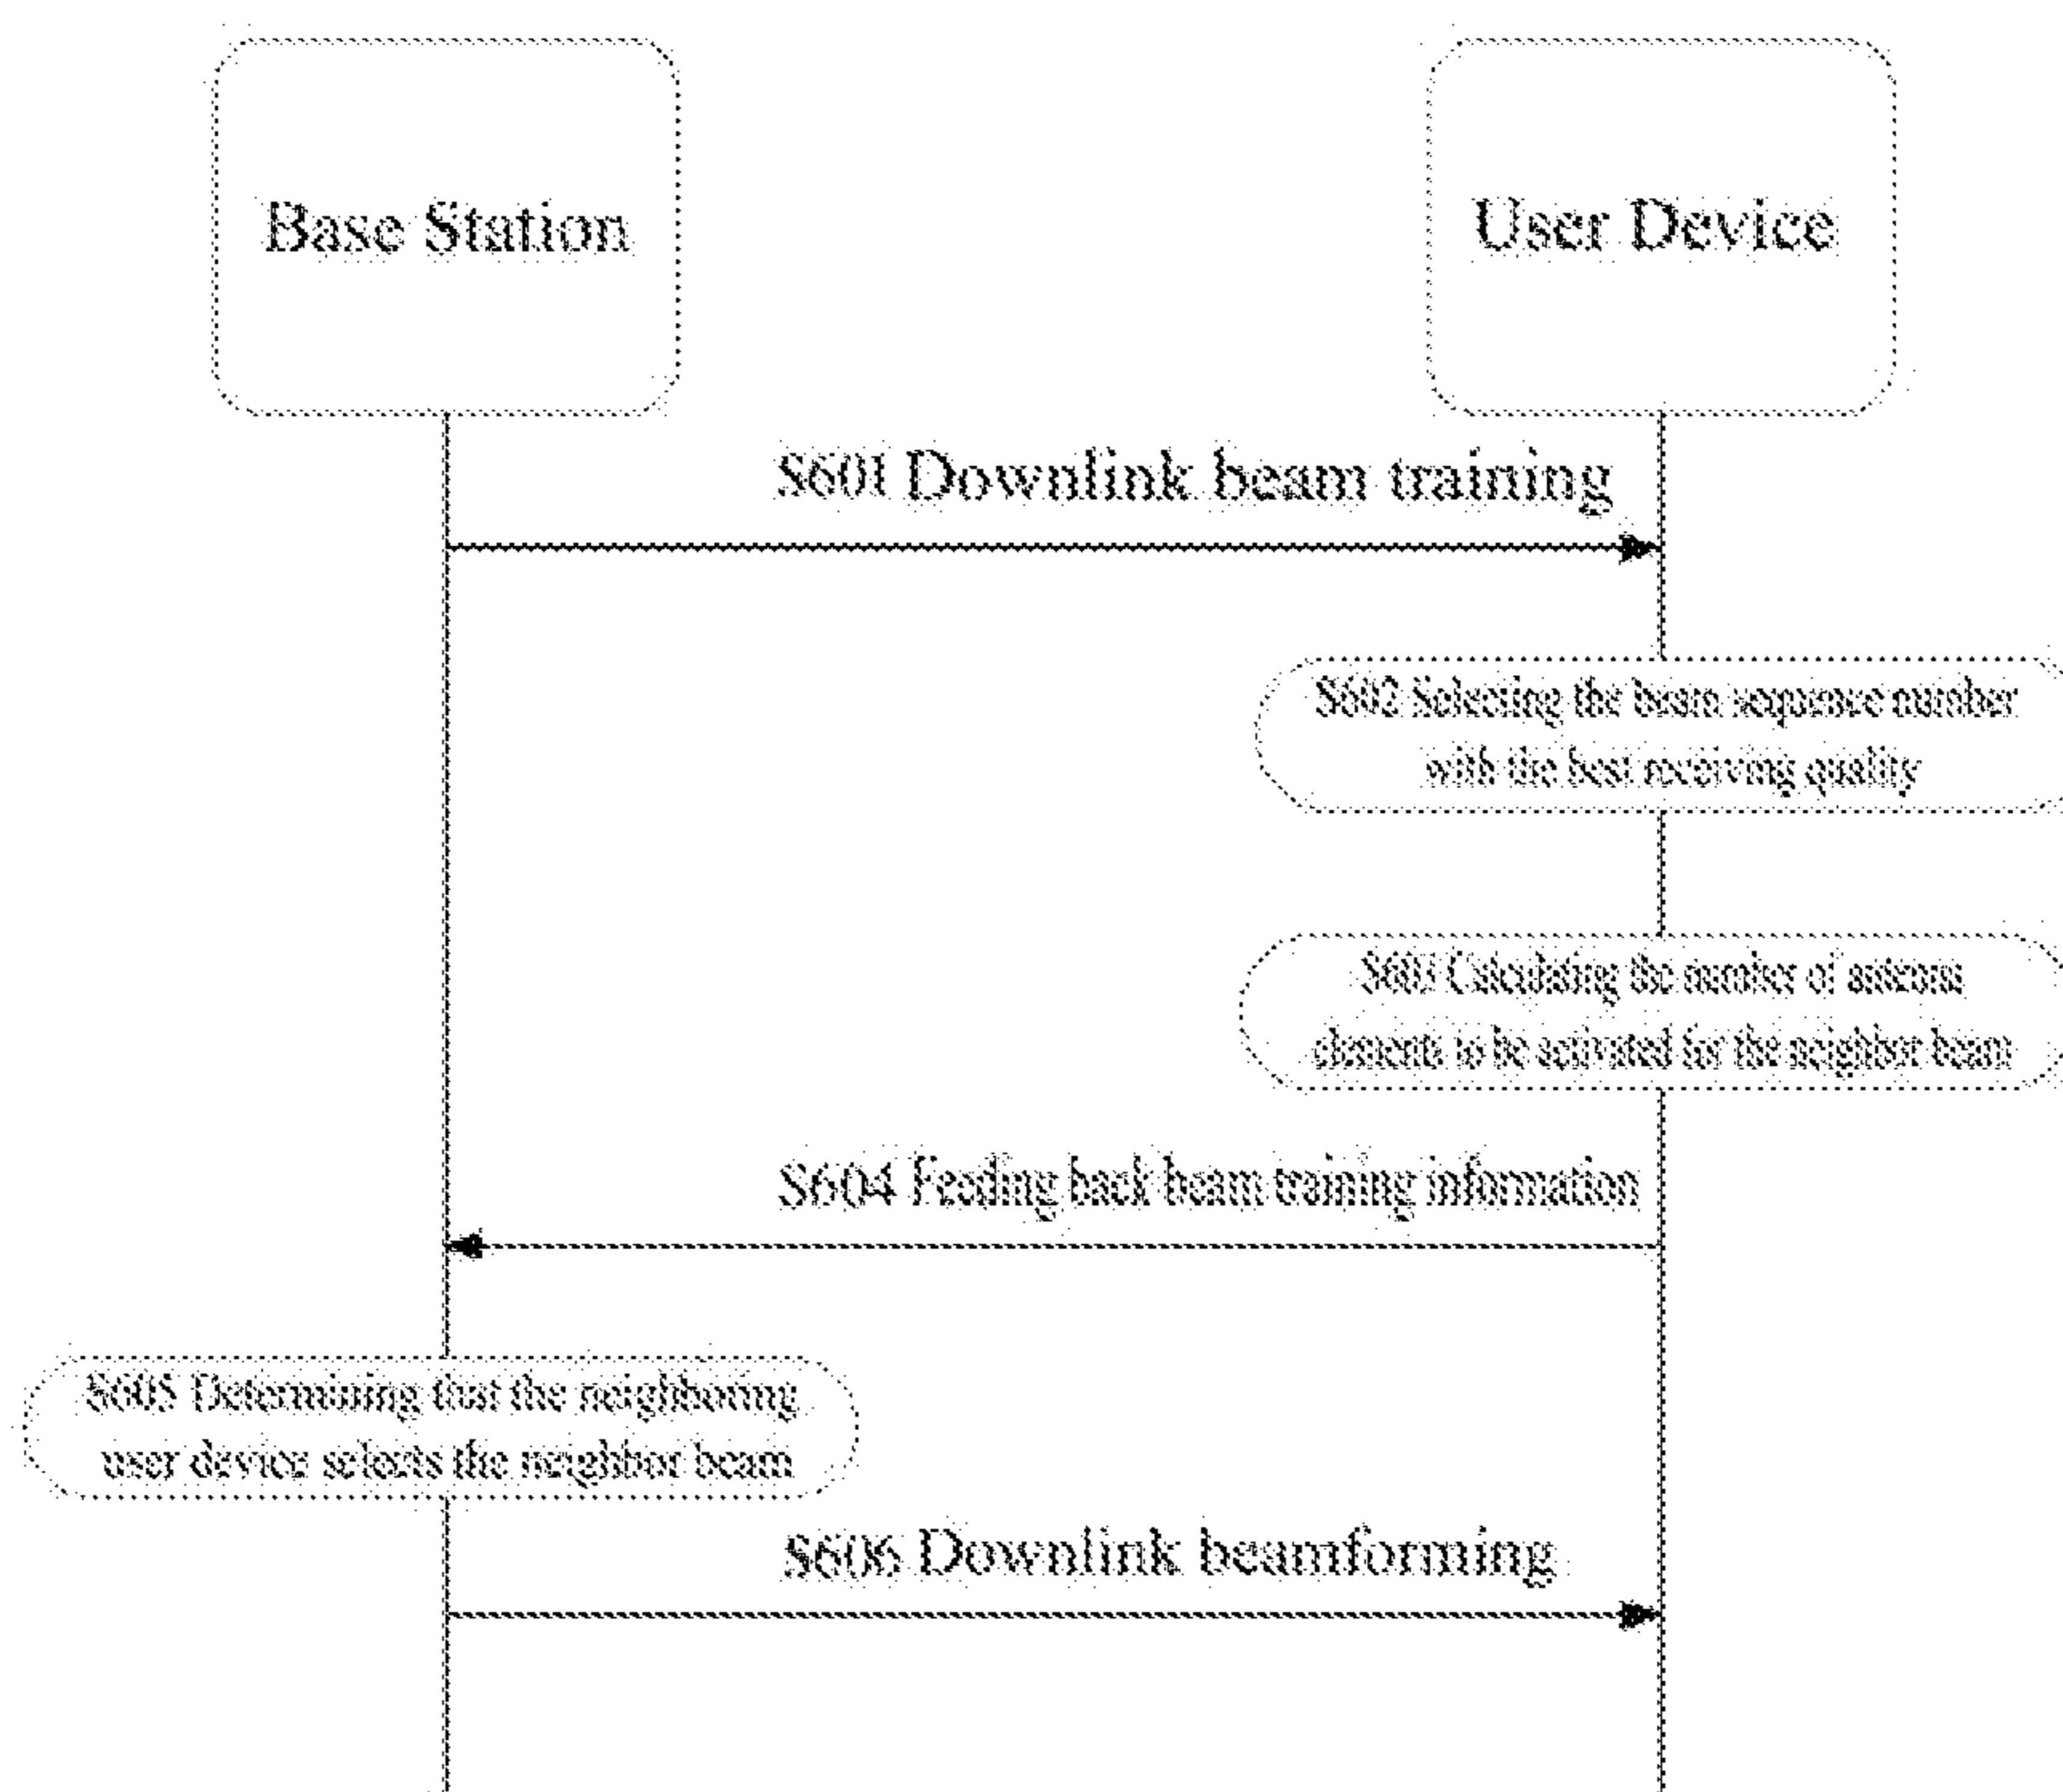 Base Station
User Device
S601 Downlink beam training
S602 Selecting the beam sequence number
with the best receiving quality
S603 Calculating the number of antenna
elements to be activated for the neighbor beam
S604 Feeding back beam training information
S605 Determining that the neighboring
user device selects the neighbor beam
S606 Downlink beamforming